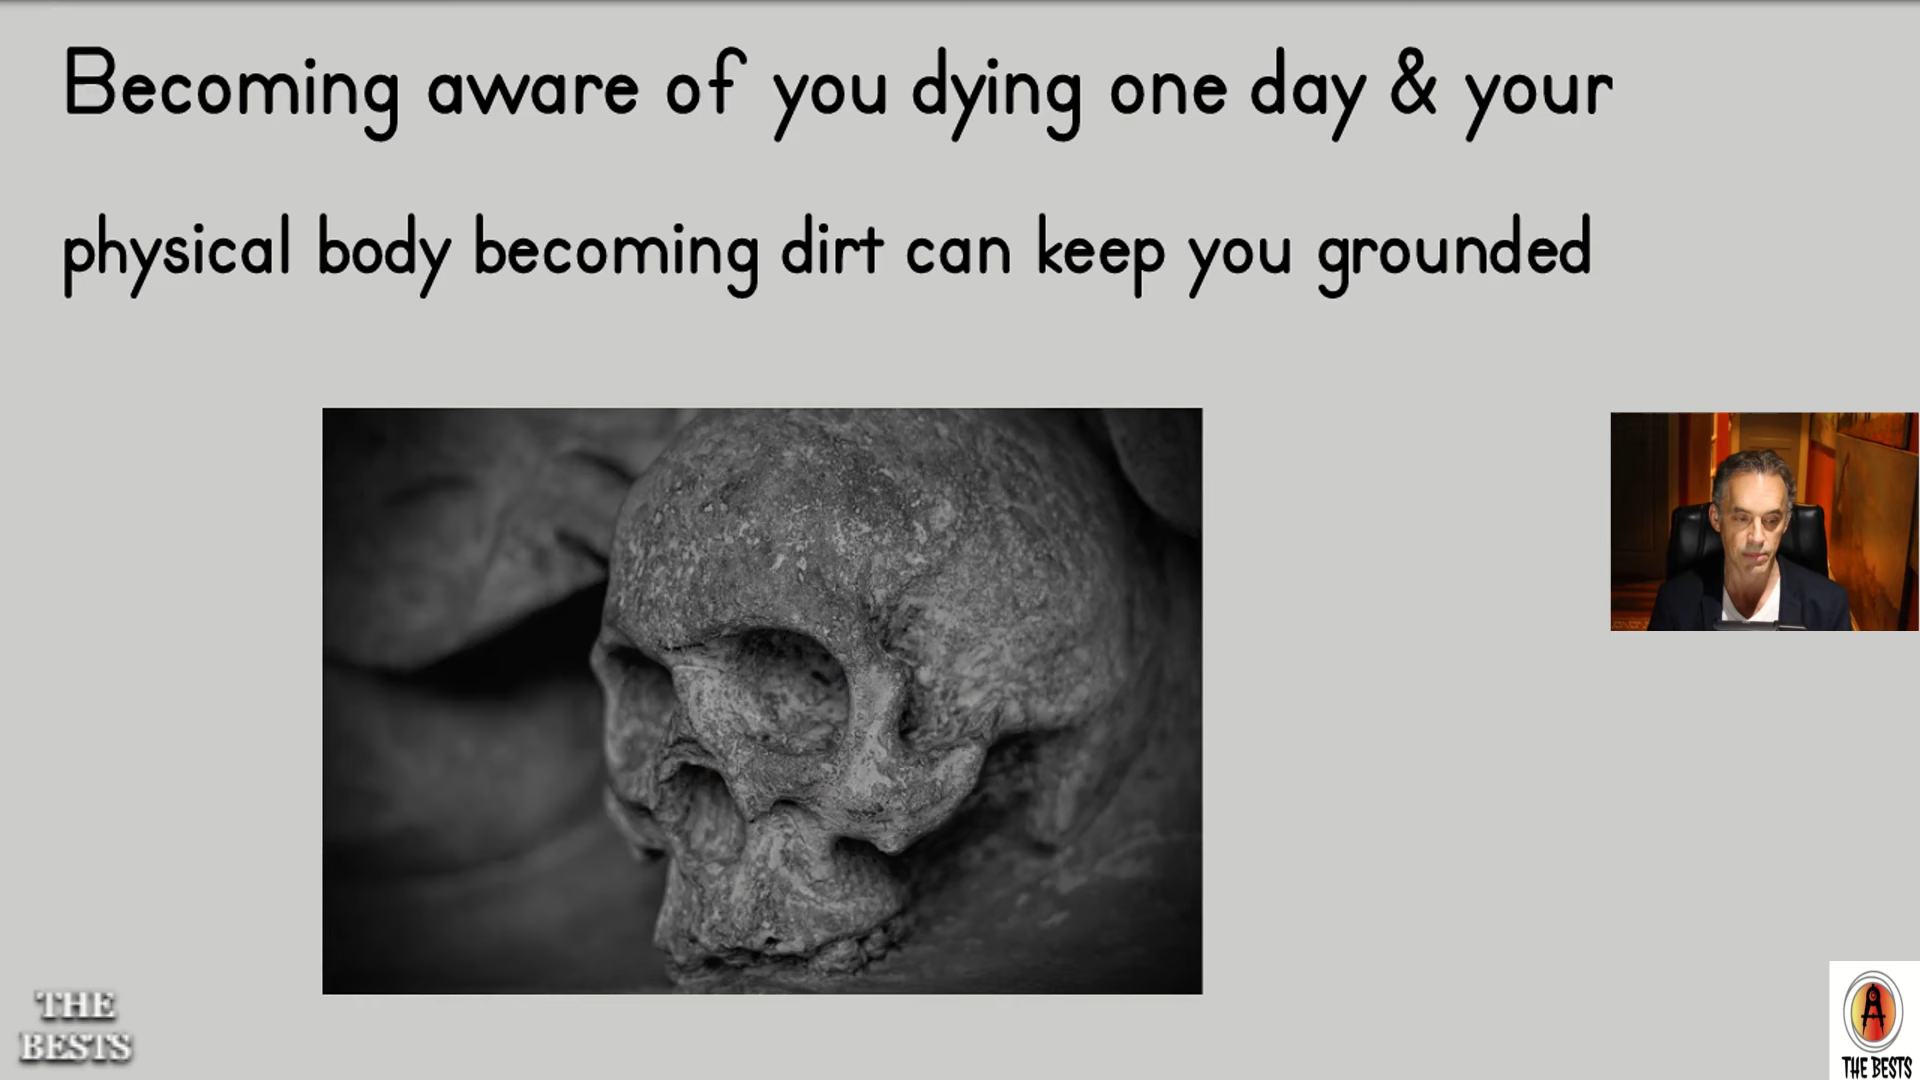 Becoming aware of you dying one day & your
physical body becoming dirt can keep you grounded
THE
BESTS
A
THE BESTS